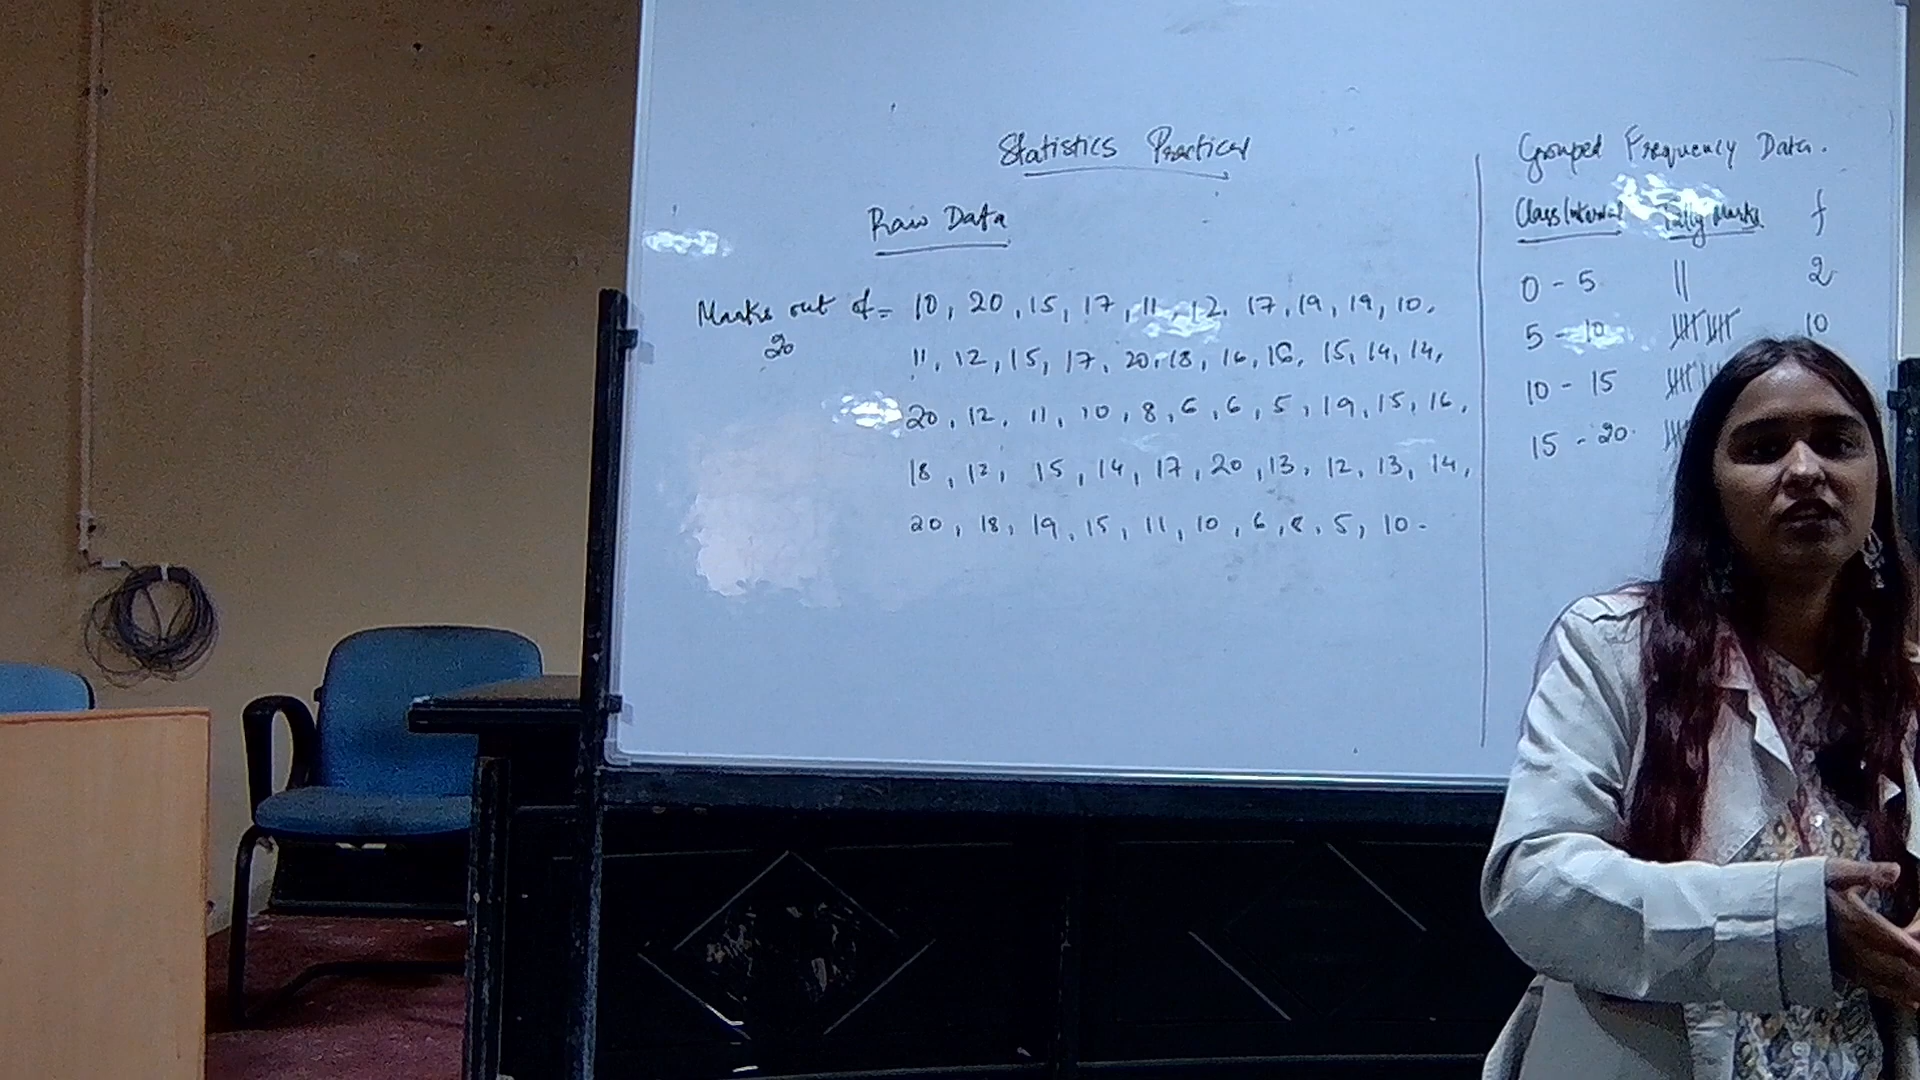 Statistics Practical
Raw Data
Marks out of = 10, 20, 15, 17, 11, 12, 17, 19, 19, 10,
20
11, 12, 15, 17, 20, 18, 16, 16, 15, 14, 14,
20, 12, 11, 10, 8, 6, 6, 5, 19, 15, 16,
18, 12, 15, 14, 17, 20, 13, 12, 13, 14,
20, 18, 19, 15, 11, 10, 6, 8, 5, 10.
Grouped Frequency Data.
Class Interval Tally Marks f
0 - 5 || 2
5 - 10 10
10 - 15
15 - 20